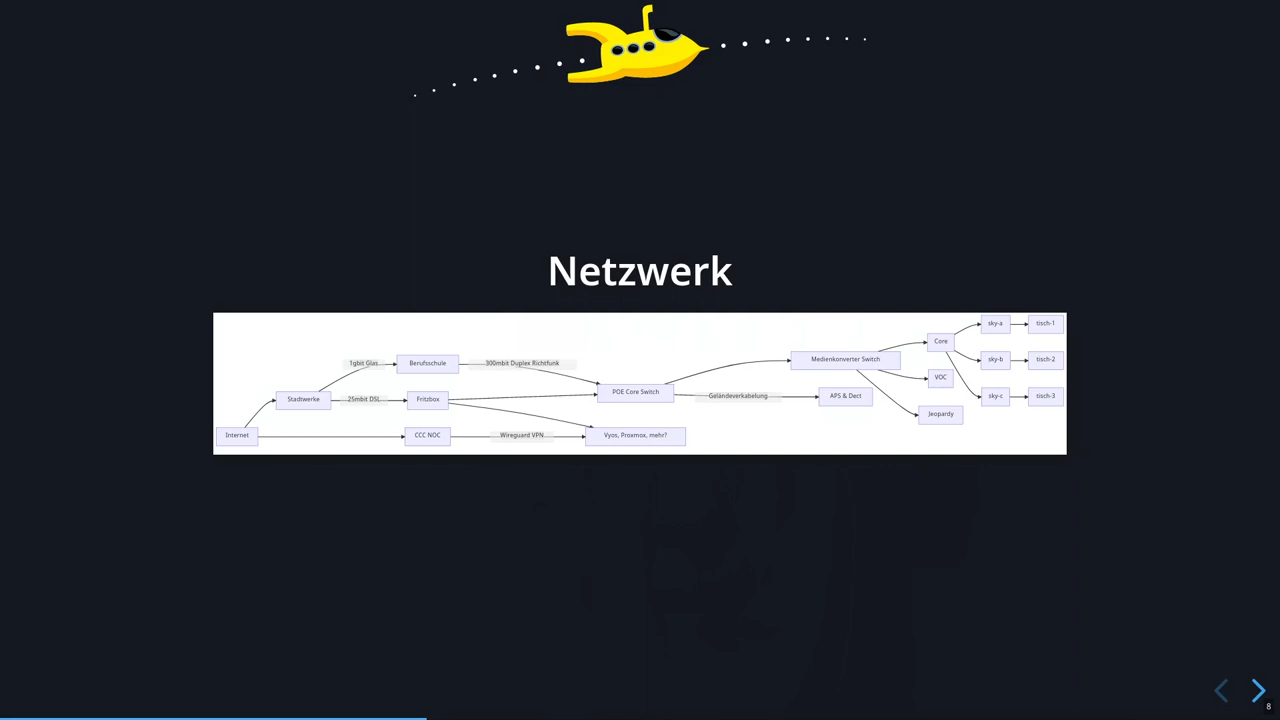 Netzwerk
Internet
Stadtwerke
1gbit Glas
25mbit DSL
Berufsschule
Fritzbox
CCC NOC
300mbit Duplex Richtfunk
Wireguard VPN
POE Core Switch
Vyos, Proxmox, mehr?
Geländeverkabelung
Medienkonverter Switch
APS & Dect
Core
VOC
Jeopardy
sky-a
sky-b
sky-c
tisch-1
tisch-2
tisch-3
8